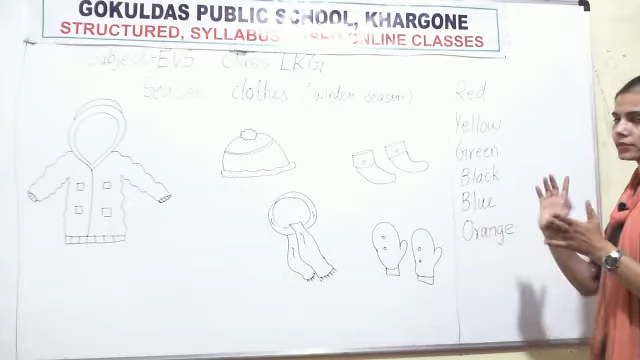 GOKULDAS PUBLIC SCHOOL, KHARGONE
STRUCTURED, SYLLABUS ONLINE CLASSES
Subject-EVS Class LKG
Season clothes (winter season)
Red
Yellow
Green
Black
Blue
Orange